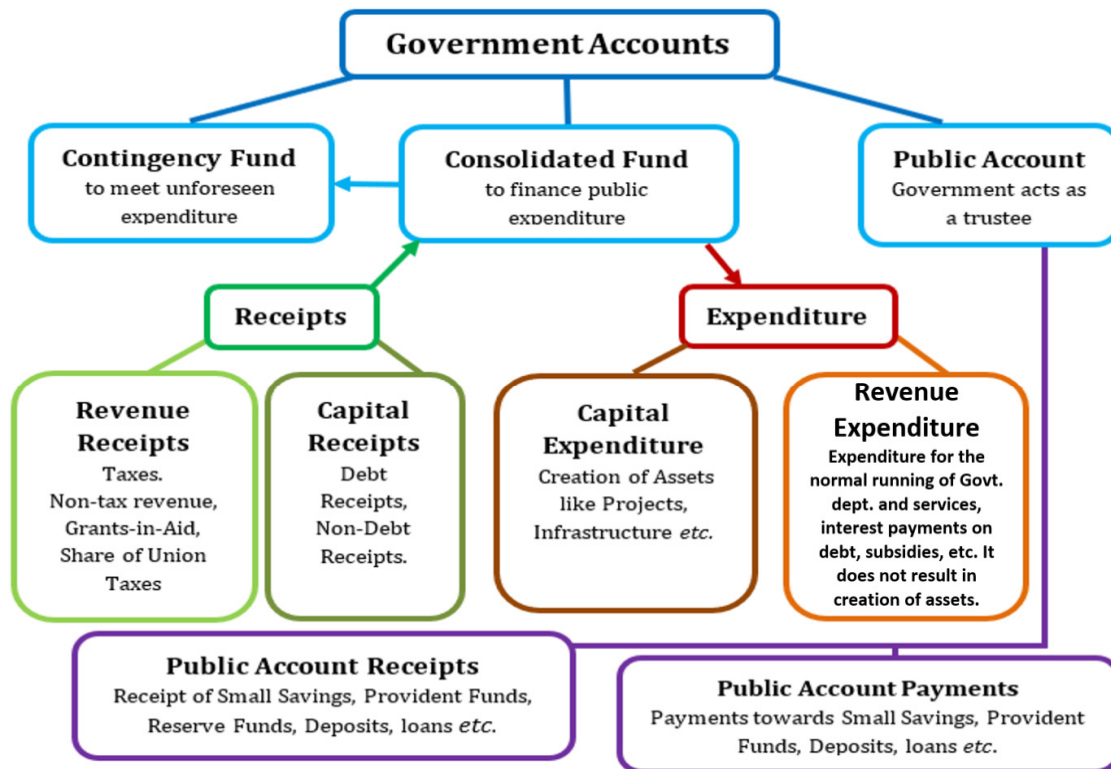 Government Accounts
Contingency Fund
to meet unforeseen
expenditure
Consolidated Fund
to finance public
expenditure
Public Account
Government acts as
a trustee
Receipts
Expenditure
Revenue
Receipts
Taxes.
Non-tax revenue,
Grants-in-Aid,
Share of Union
Taxes
Capital
Receipts
Debt
Receipts,
Non-Debt
Receipts.
Capital
Expenditure
Creation of Assets
like Projects,
Infrastructure etc.
Revenue
Expenditure
Expenditure for the
normal running of Govt.
dept. and services,
interest payments on
debt, subsidies, etc. It
does not result in
creation of assets.
Public Account Receipts
Receipt of Small Savings, Provident Funds,
Reserve Funds, Deposits, loans etc.
Public Account Payments
Payments towards Small Savings, Provident
Funds, Deposits, loans etc.